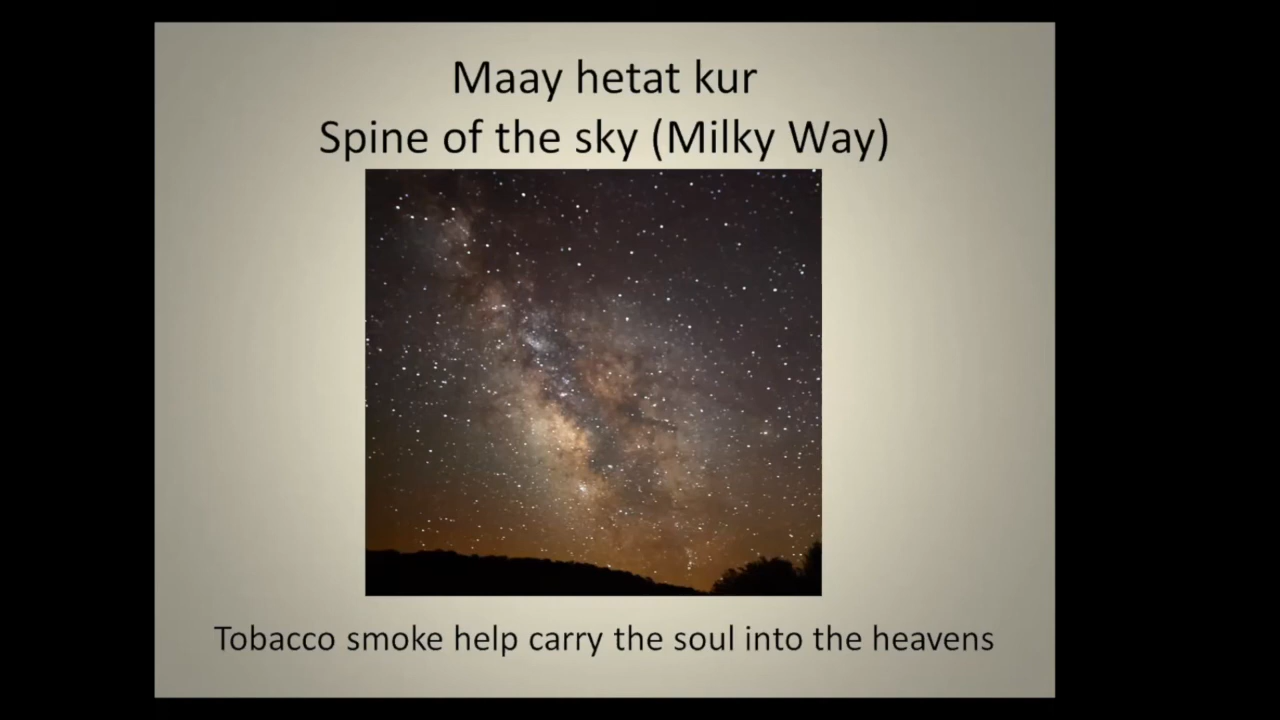 Maay hetat kur
Spine of the sky (Milky Way)
Tobacco smoke help carry the soul into the heavens